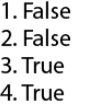 1. False
2. False
3. True
4. True